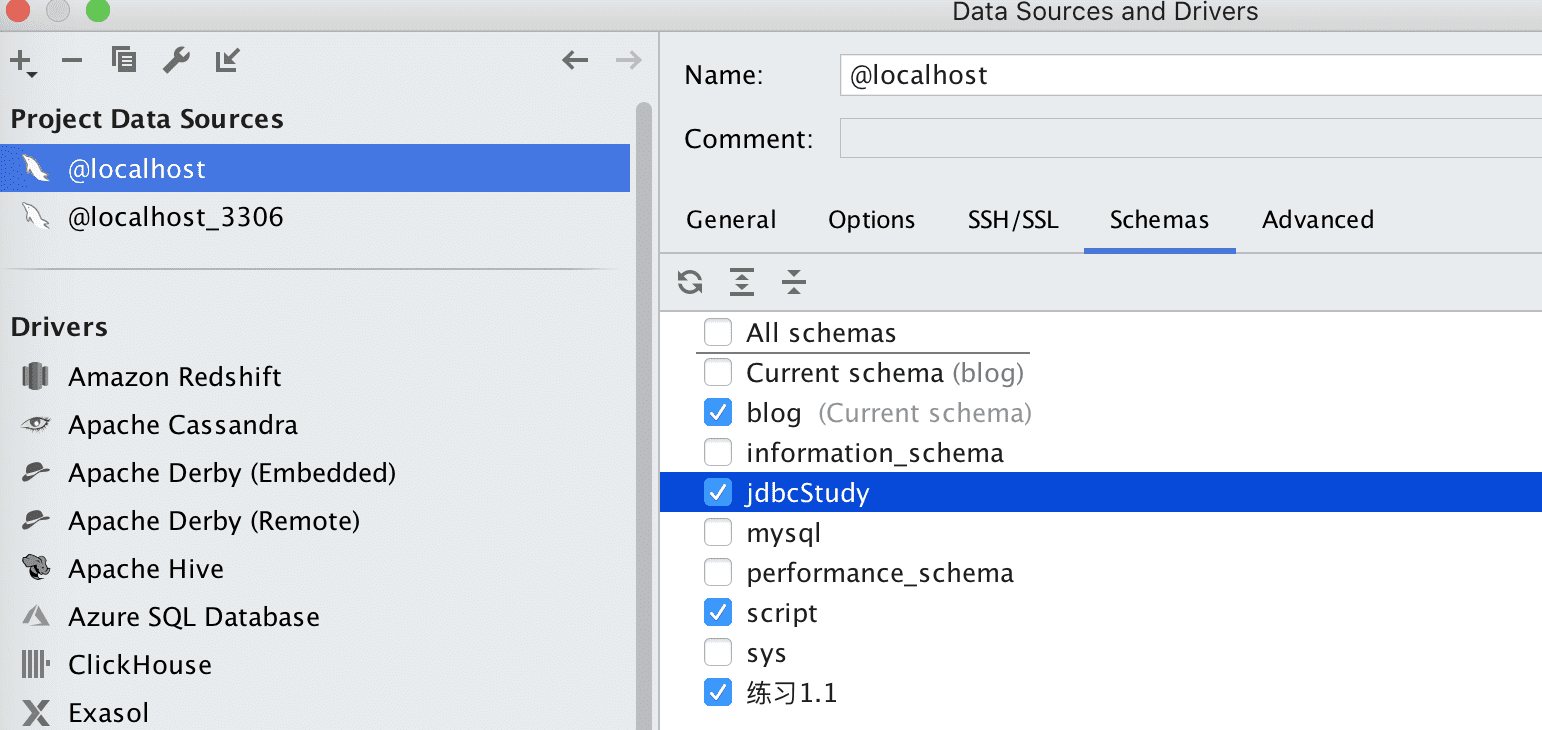 Data Sources and Drivers
Project Data Sources
@localhost
@localhost_3306
Drivers
Amazon Redshift
Apache Cassandra
Apache Derby (Embedded)
Apache Derby (Remote)
Apache Hive
Azure SQL Database
ClickHouse
Exasol
Name: @localhost
Comment:
General Options SSH/SSL Schemas Advanced
All schemas
Current schema (blog)
blog (Current schema)
information_schema
jdbcStudy
mysql
performance_schema
script
sys
练习1.1